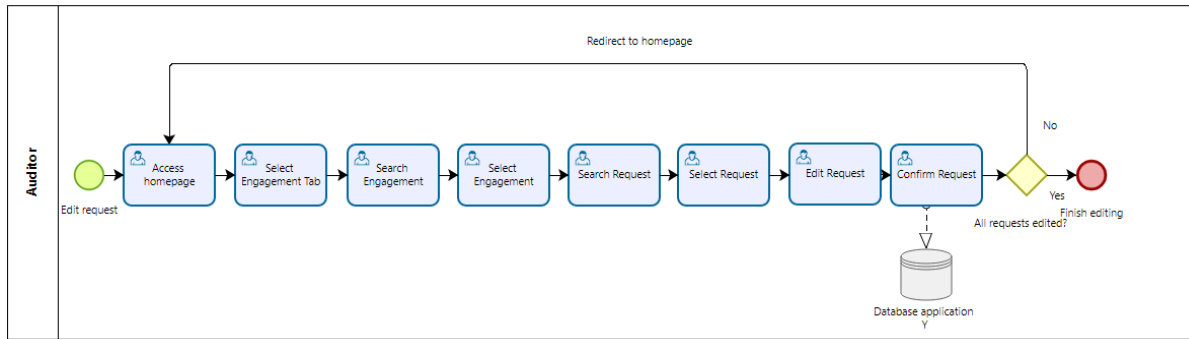 Redirect to homepage
No
Auditor
Access
homepage
Select
Engagement Tab
Search
Engagement
Select
Engagement
Search Request
Select Request
Edit Request
Confirm Request
Edit request
Yes
Finish editing
All requests edited?
Database application
Y